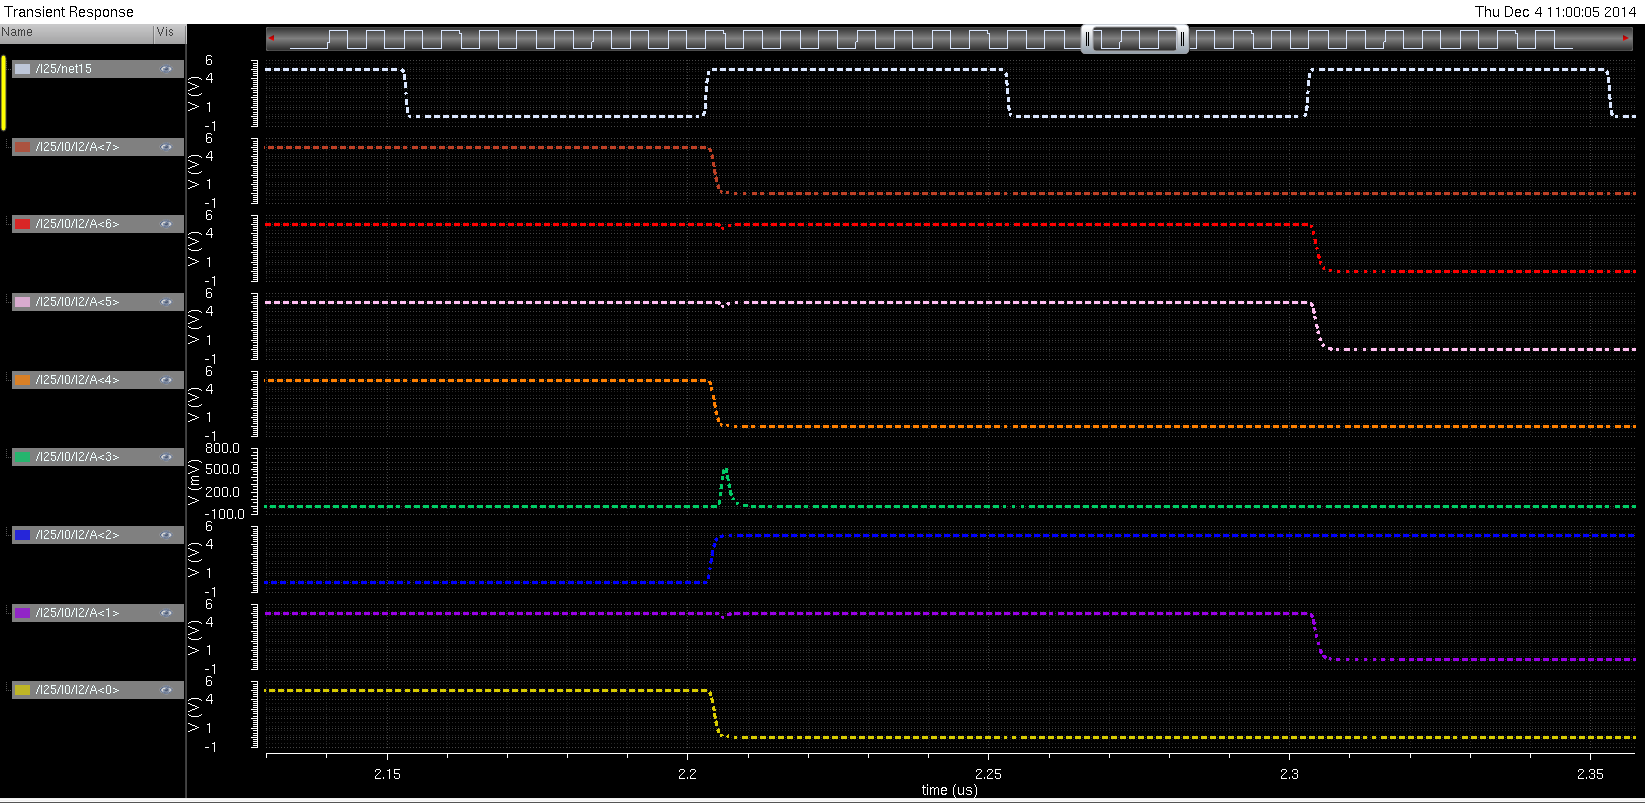 Transient Response
Thu Dec 4 11:00:05 2014
Name Vis
/I25/net15
6
4
1
-1
V (V)
/I25/I0/I2/A<7>
6
4
1
-1
V (V)
/I25/I0/I2/A<6>
6
4
1
-1
V (V)
/I25/I0/I2/A<5>
6
4
1
-1
V (V)
/I25/I0/I2/A<4>
6
4
1
-1
V (V)
/I25/I0/I2/A<3>
800.0
500.0
200.0
-100.0
V (mV)
/I25/I0/I2/A<2>
6
4
1
-1
V (V)
/I25/I0/I2/A<1>
6
4
1
-1
V (V)
/I25/I0/I2/A<0>
6
4
1
-1
V (V)
2.15 2.2 2.25 2.3 2.35
time (us)